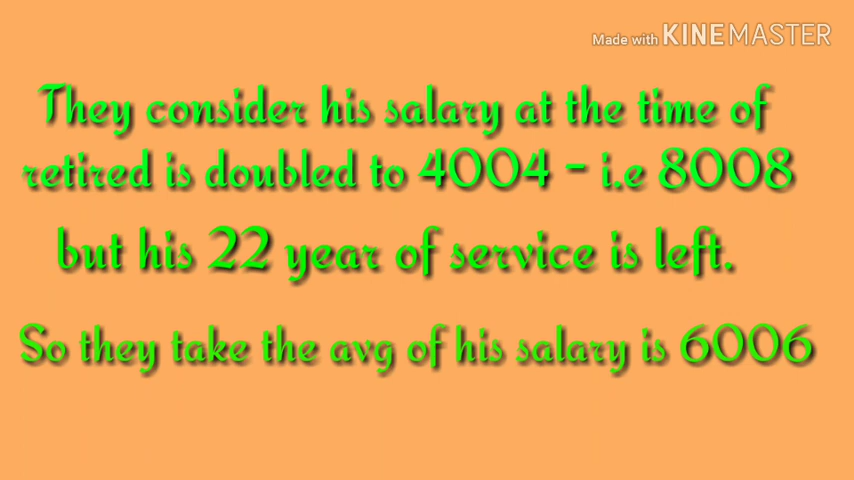 Made with KINEMASTER
They consider his salary at the time of
retired is doubled to 4004 - i.e 8008
but his 22 year of service is left.
So they take the avg of his salary is 6006